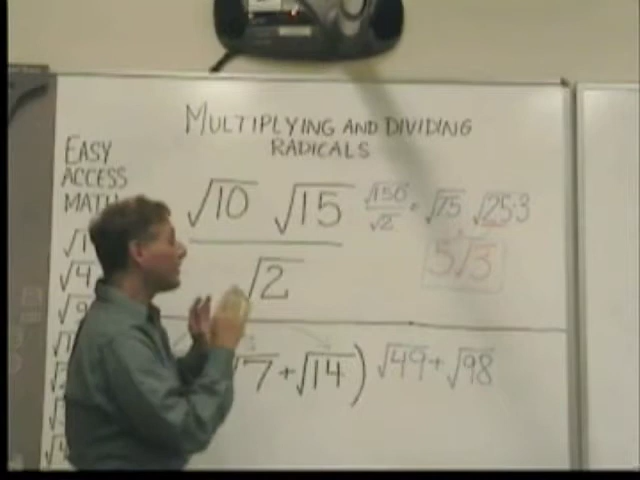 MULTIPLYING AND DIVIDING
RADICALS
EASY
ACCESS
MATH
√10 √15
√2
√150
√2
= √75 √25·3
5√3
√1
√4
√9
√7 + √14) √49 + √98